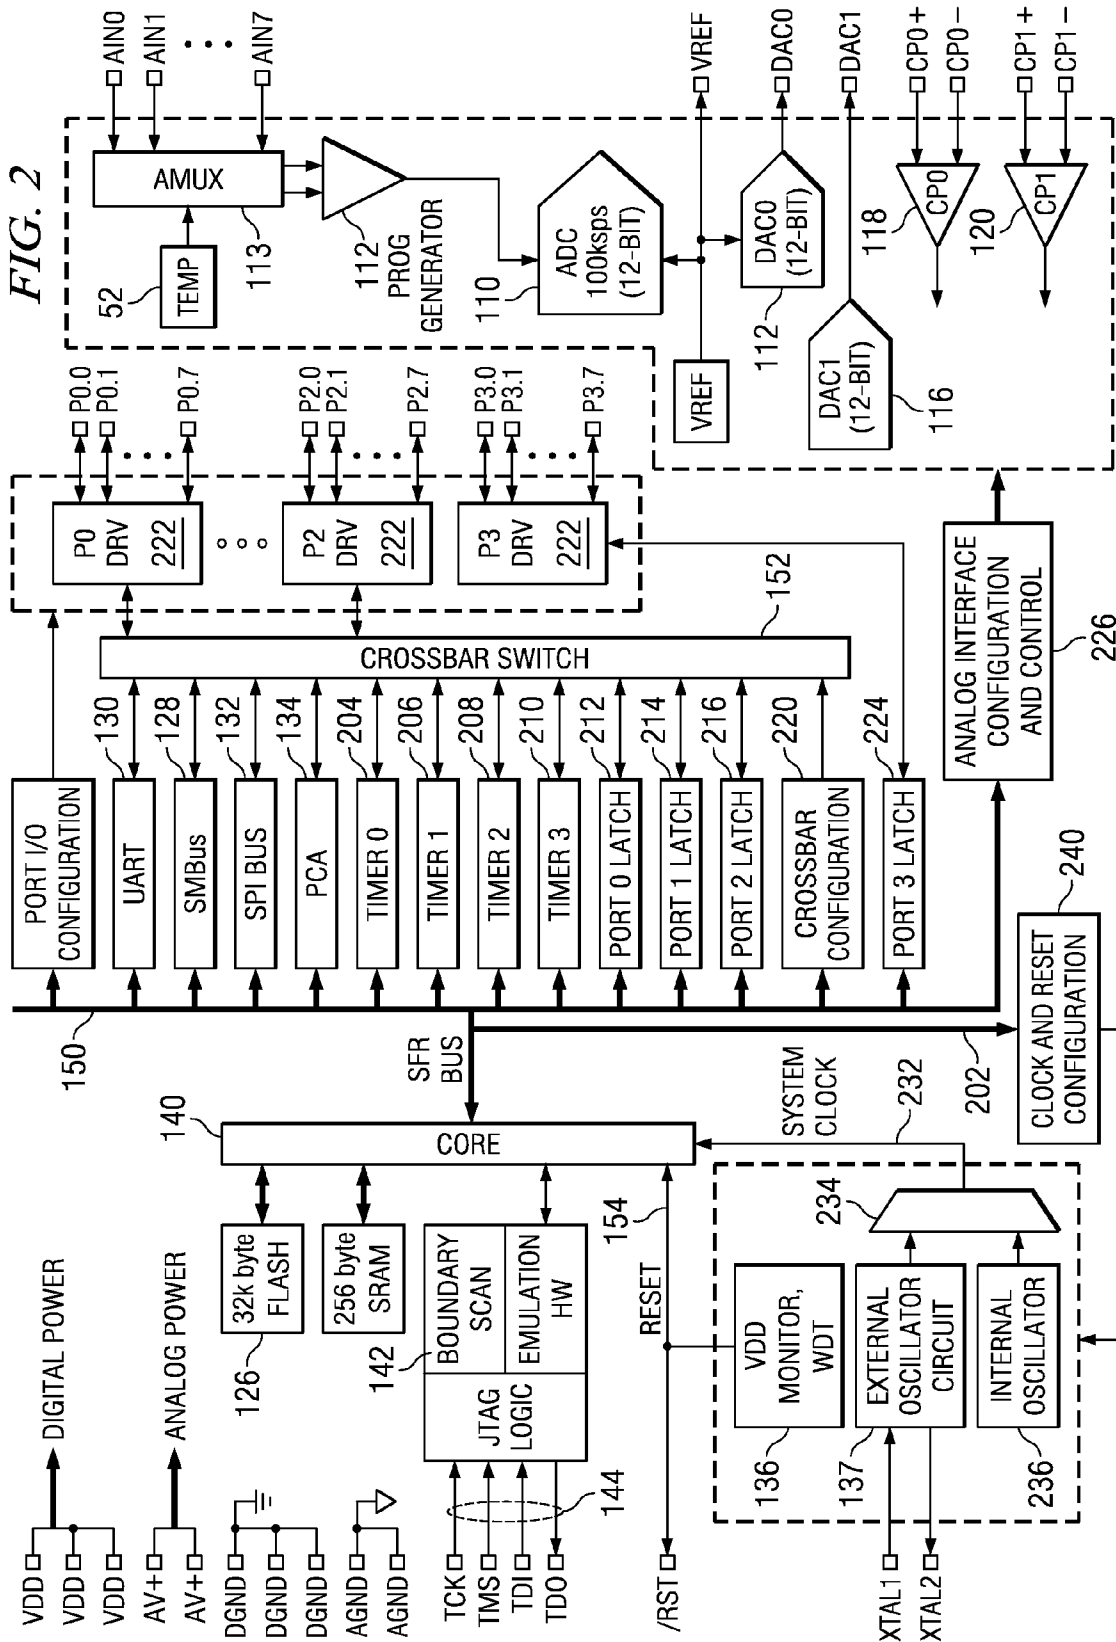 FIG. 2
VDD
VDD
VDD
DIGITAL POWER
AV+
AV+
ANALOG POWER
DGND
DGND
DGND
AGND
AGND
TCK
TMS
TDI
TDO
144
/RST
XTAL1
XTAL2
32k byte
FLASH
126
256 byte
SRAM
142
BOUNDARY
SCAN
EMULATION
HW
JTAG
LOGIC
RESET
154
VDD
MONITOR,
WDT
136
EXTERNAL
OSCILLATOR
CIRCUIT
137
INTERNAL
OSCILLATOR
236
234
SYSTEM
CLOCK
232
140
CORE
SFR
BUS
150
202
CLOCK AND RESET
CONFIGURATION
240
PORT I/O
CONFIGURATION
UART
130
SMBus
128
SPI BUS
132
PCA
134
TIMER 0
204
TIMER 1
206
TIMER 2
208
TIMER 3
210
PORT 0 LATCH
212
PORT 1 LATCH
214
PORT 2 LATCH
216
CROSSBAR
CONFIGURATION
220
PORT 3 LATCH
224
ANALOG INTERFACE
CONFIGURATION
AND CONTROL
226
CROSSBAR SWITCH
152
P0
DRV
222
P2
DRV
222
P3
DRV
222
P0.0
P0.1
P0.7
P2.0
P2.1
P2.7
P3.0
P3.1
P3.7
AIN0
AIN1
AIN7
AMUX
113
TEMP
52
112
PROG
GENERATOR
ADC
100ksps
(12-BIT)
110
VREF
VREF
DAC0
DAC0
(12-BIT)
112
DAC1
DAC1
(12-BIT)
116
CP0+
CP0-
CP0
118
CP1+
CP1-
CP1
120